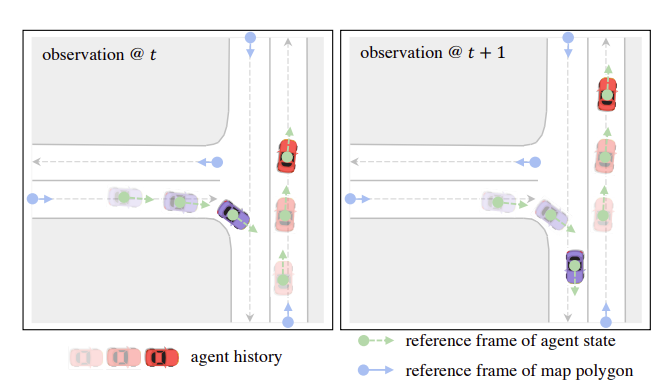 observation @ t
observation @ t + 1
agent history
reference frame of agent state
reference frame of map polygon